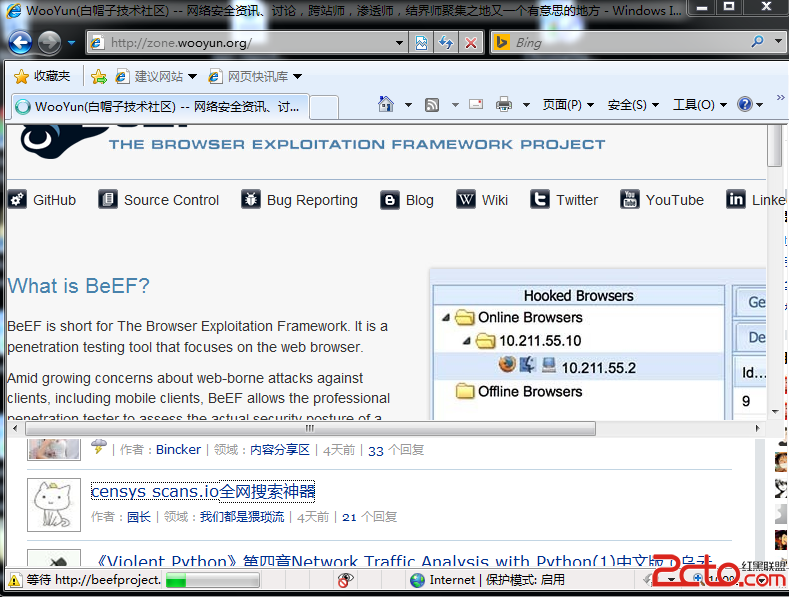 WooYun(白帽子技术社区) -- 网络安全资讯、讨论，跨站师，渗透师，结界师聚集之地又一个有意思的地方 - Windows I...
http://zone.wooyun.org/ Bing
收藏夹 建议网站 网页快讯库
WooYun(白帽子技术社区) -- 网络安全资讯、讨... 页面(P) 安全(S) 工具(O) »
THE BROWSER EXPLOITATION FRAMEWORK PROJECT
GitHub Source Control Bug Reporting Blog Wiki Twitter YouTube Linke
What is BeEF?
BeEF is short for The Browser Exploitation Framework. It is a
penetration testing tool that focuses on the web browser.
Amid growing concerns about web-borne attacks against
clients, including mobile clients, BeEF allows the professional
penetration tester to assess the actual security posture of a
Hooked Browsers
Online Browsers
10.211.55.10
10.211.55.2
Offline Browsers
Ge
De
Id...
9
| 作者：Bincker | 领域：内容分享区 | 4天前 | 33 个回复
censys scans.io全网搜索神器
作者：园长 | 领域：我们都是猥琐流 | 4天前 | 21 个回复
《Violent Python》第四章Network Traffic Analysis with Python(1)中文版（乌云
等待 http://beefproject. Internet | 保护模式: 启用
2cto.com
红黑联盟